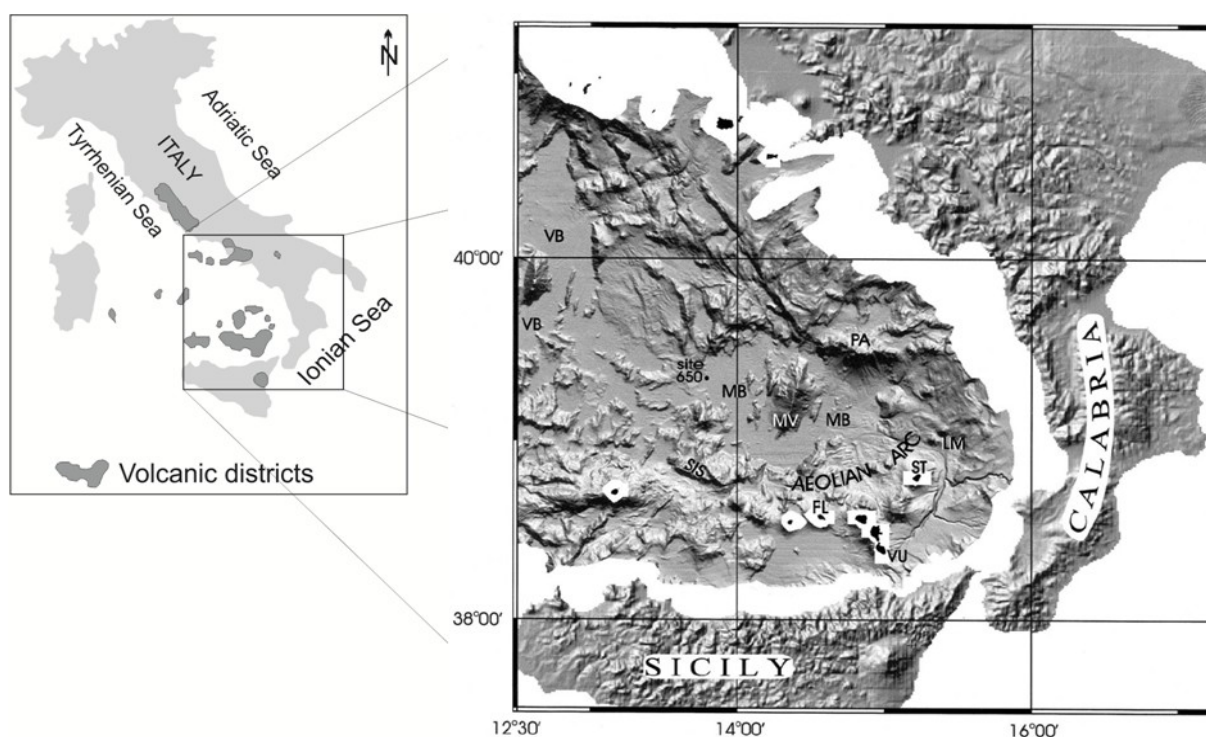 N
Adriatic Sea
ITALY
Tyrrhenian Sea
Ionian Sea
Volcanic districts
VB
40°00'
VB
PA
site
650
MB
MV
MB
LM
SIS
AEOLIAN ARC
ST
FL
VU
CALABRIA
38°00'
SICILY
12°30'
14°00'
16°00'